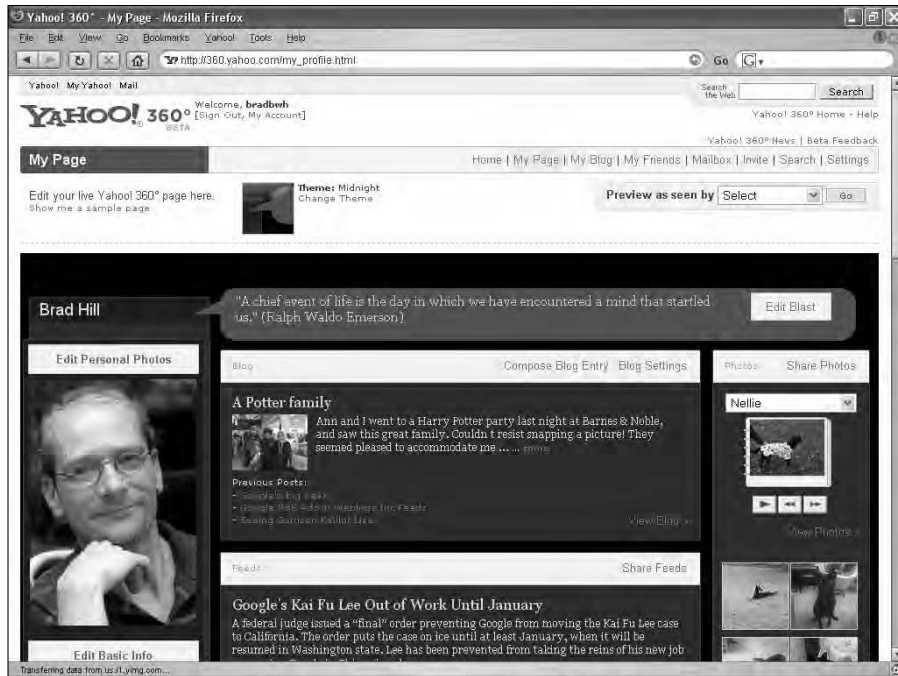 Yahoo! 360° - My Page - Mozilla Firefox
File Edit View Go Bookmarks Yahoo! Tools Help
http://360.yahoo.com/my_profile.html
Go
G
Yahoo! My Yahoo! Mail
Search the Web
Search
YAHOO! 360° BETA
Welcome, bradbwh
[Sign Out, My Account]
Yahoo! 360° Home - Help
Yahoo! 360° News | Beta Feedback
My Page
Home | My Page | My Blog | My Friends | Mailbox | Invite | Search | Settings
Edit your live Yahoo! 360° page here.
Show me a sample page
Theme: Midnight
Change Theme
Preview as seen by Select Go
Brad Hill
"A chief event of life is the day in which we have encountered a mind that startled
us." (Ralph Waldo Emerson)
Edit Blast
Edit Personal Photos
Blog
Compose Blog Entry Blog Settings
A Potter family
Ann and I went to a Harry Potter party last night at Barnes & Noble,
and saw this great family. Couldn t resist snapping a picture! They
seemed pleased to accommodate me ... ... more
Previous Posts:
- Google's big week
- Seeing Garrison Keillor Live
View Blog »
Photos
Share Photos
Nellie
View Photos »
Feeds
Share Feeds
Google's Kai Fu Lee Out of Work Until January
A federal judge issued a “final” order preventing Google from moving the Kai Fu Lee case
to California. The order puts the case on ice until at least January, when it will be
resumed in Washington state. Lee has been prevented from taking the reins of his new job
Edit Basic Info
Transferring data from us.i1.yimg.com...